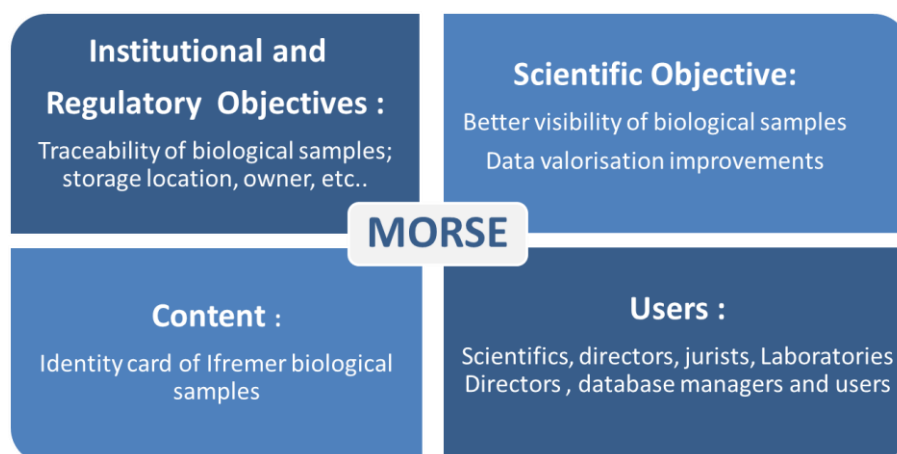 Institutional and
Regulatory Objectives :
Traceability of biological samples;
storage location, owner, etc..
Scientific Objective:
Better visibility of biological samples
Data valorisation improvements
MORSE
Content :
Identity card of Ifremer biological
samples
Users :
Scientifics, directors, jurists, Laboratories
Directors , database managers and users